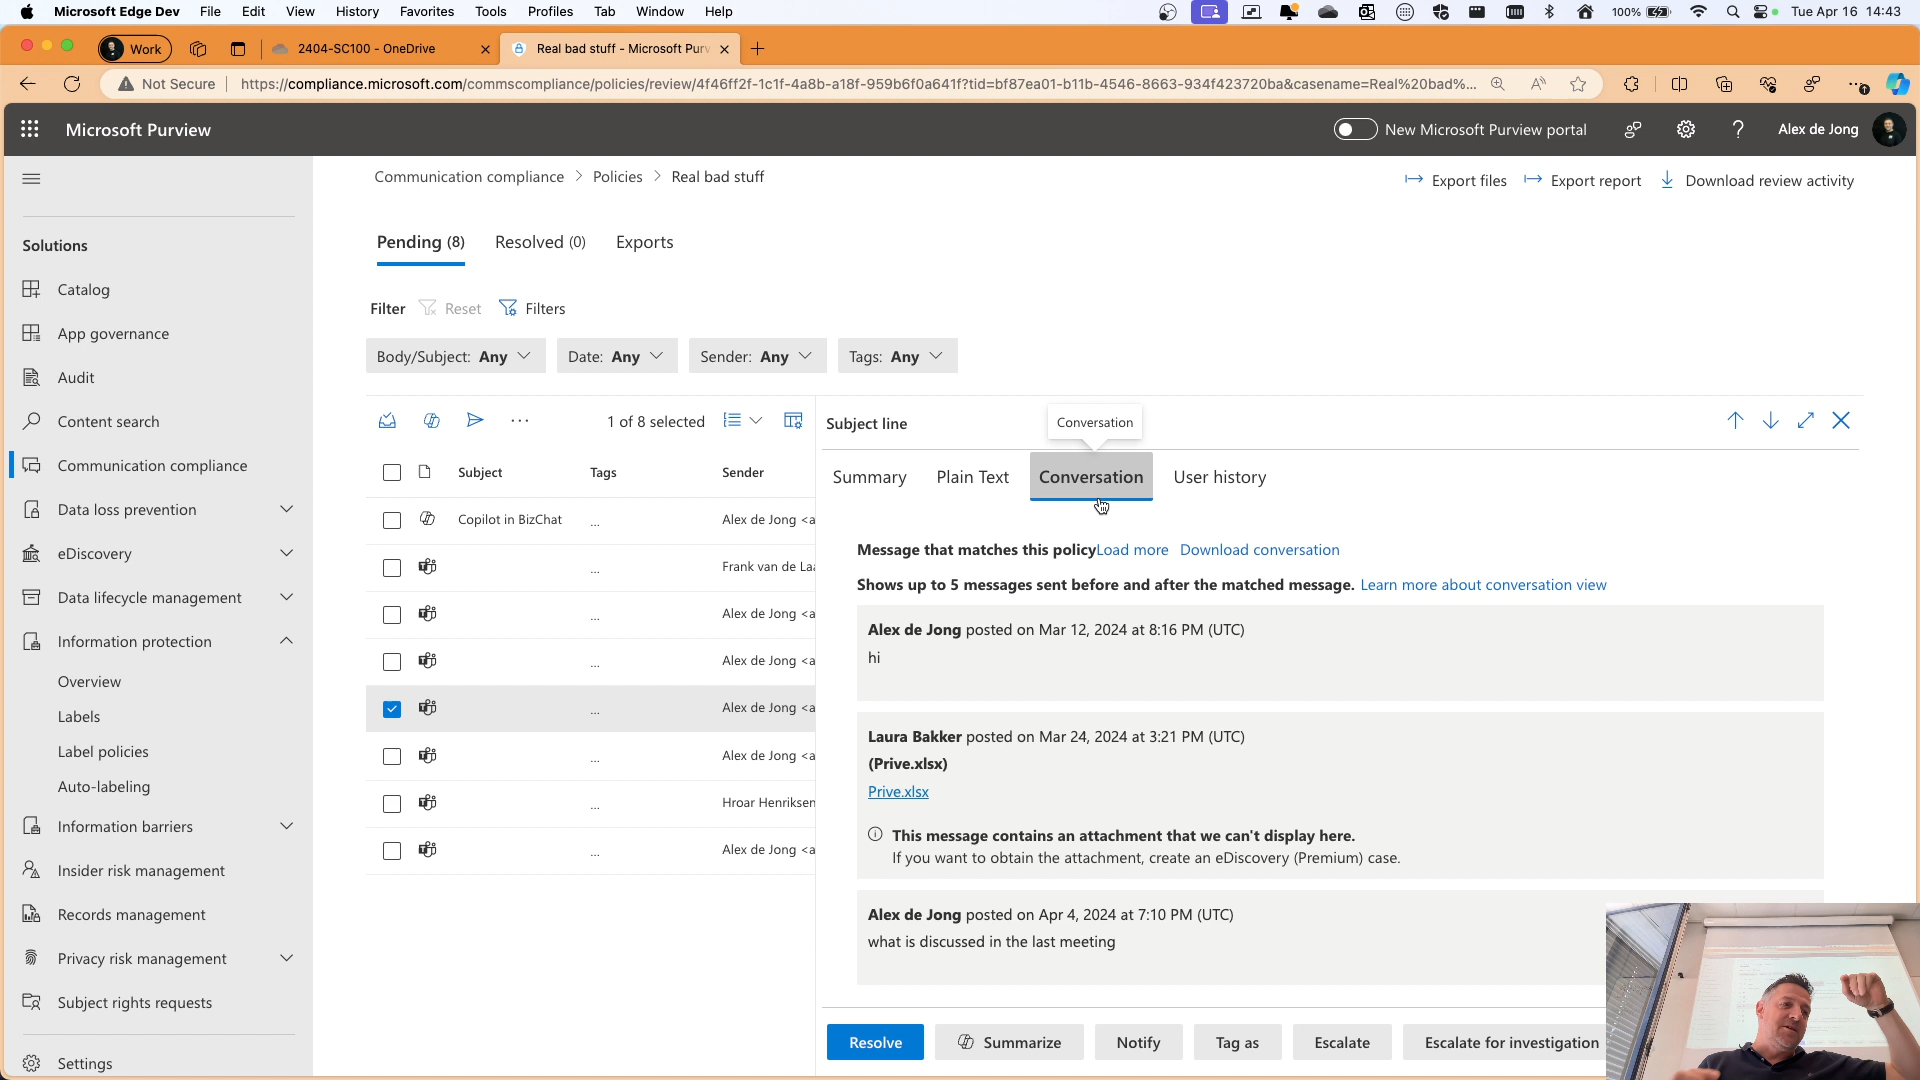 Microsoft Edge Dev File Edit View History Favorites Tools Profiles Tab Window Help 100% Tue Apr 16 14:43
Work 2404-SC100 - OneDrive Real bad stuff - Microsoft Purv
Not Secure https://compliance.microsoft.com/commscompliance/policies/review/4f46ff2f-1c1f-4a8b-a18f-959b6f0a641f?tid=bf87ea01-b11b-4546-8663-934f423720ba&casename=Real%20bad%...
Microsoft Purview New Microsoft Purview portal Alex de Jong
Communication compliance > Policies > Real bad stuff
Export files Export report Download review activity
Pending (8) Resolved (0) Exports
Filter Reset Filters
Body/Subject: Any Date: Any Sender: Any Tags: Any
Solutions
Catalog
App governance
Audit
Content search
Communication compliance
Data loss prevention
eDiscovery
Data lifecycle management
Information protection
Overview
Labels
Label policies
Auto-labeling
Information barriers
Insider risk management
Records management
Privacy risk management
Subject rights requests
Settings
... 1 of 8 selected
Subject Tags Sender
Copilot in BizChat ... Alex de Jong <a
... Frank van de Laa
... Alex de Jong <a
... Alex de Jong <a
... Alex de Jong <a
... Alex de Jong <a
... Hroar Henriksen
... Alex de Jong <a
Subject line
Conversation
Summary Plain Text Conversation User history
Message that matches this policyLoad more Download conversation
Shows up to 5 messages sent before and after the matched message. Learn more about conversation view
Alex de Jong posted on Mar 12, 2024 at 8:16 PM (UTC)
hi
Laura Bakker posted on Mar 24, 2024 at 3:21 PM (UTC)
(Prive.xlsx)
Prive.xlsx
This message contains an attachment that we can't display here.
If you want to obtain the attachment, create an eDiscovery (Premium) case.
Alex de Jong posted on Apr 4, 2024 at 7:10 PM (UTC)
what is discussed in the last meeting
Resolve Summarize Notify Tag as Escalate Escalate for investigation